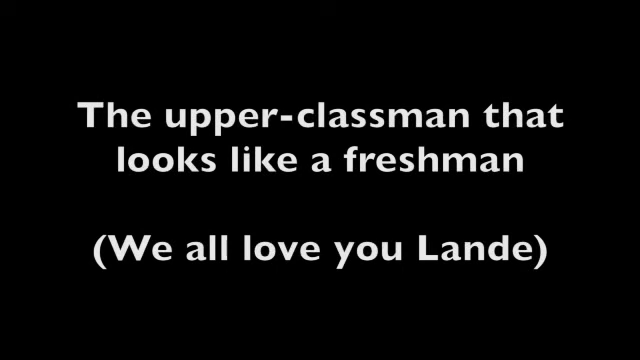 The upper-classman that
looks like a freshman
(We all love you Lande)